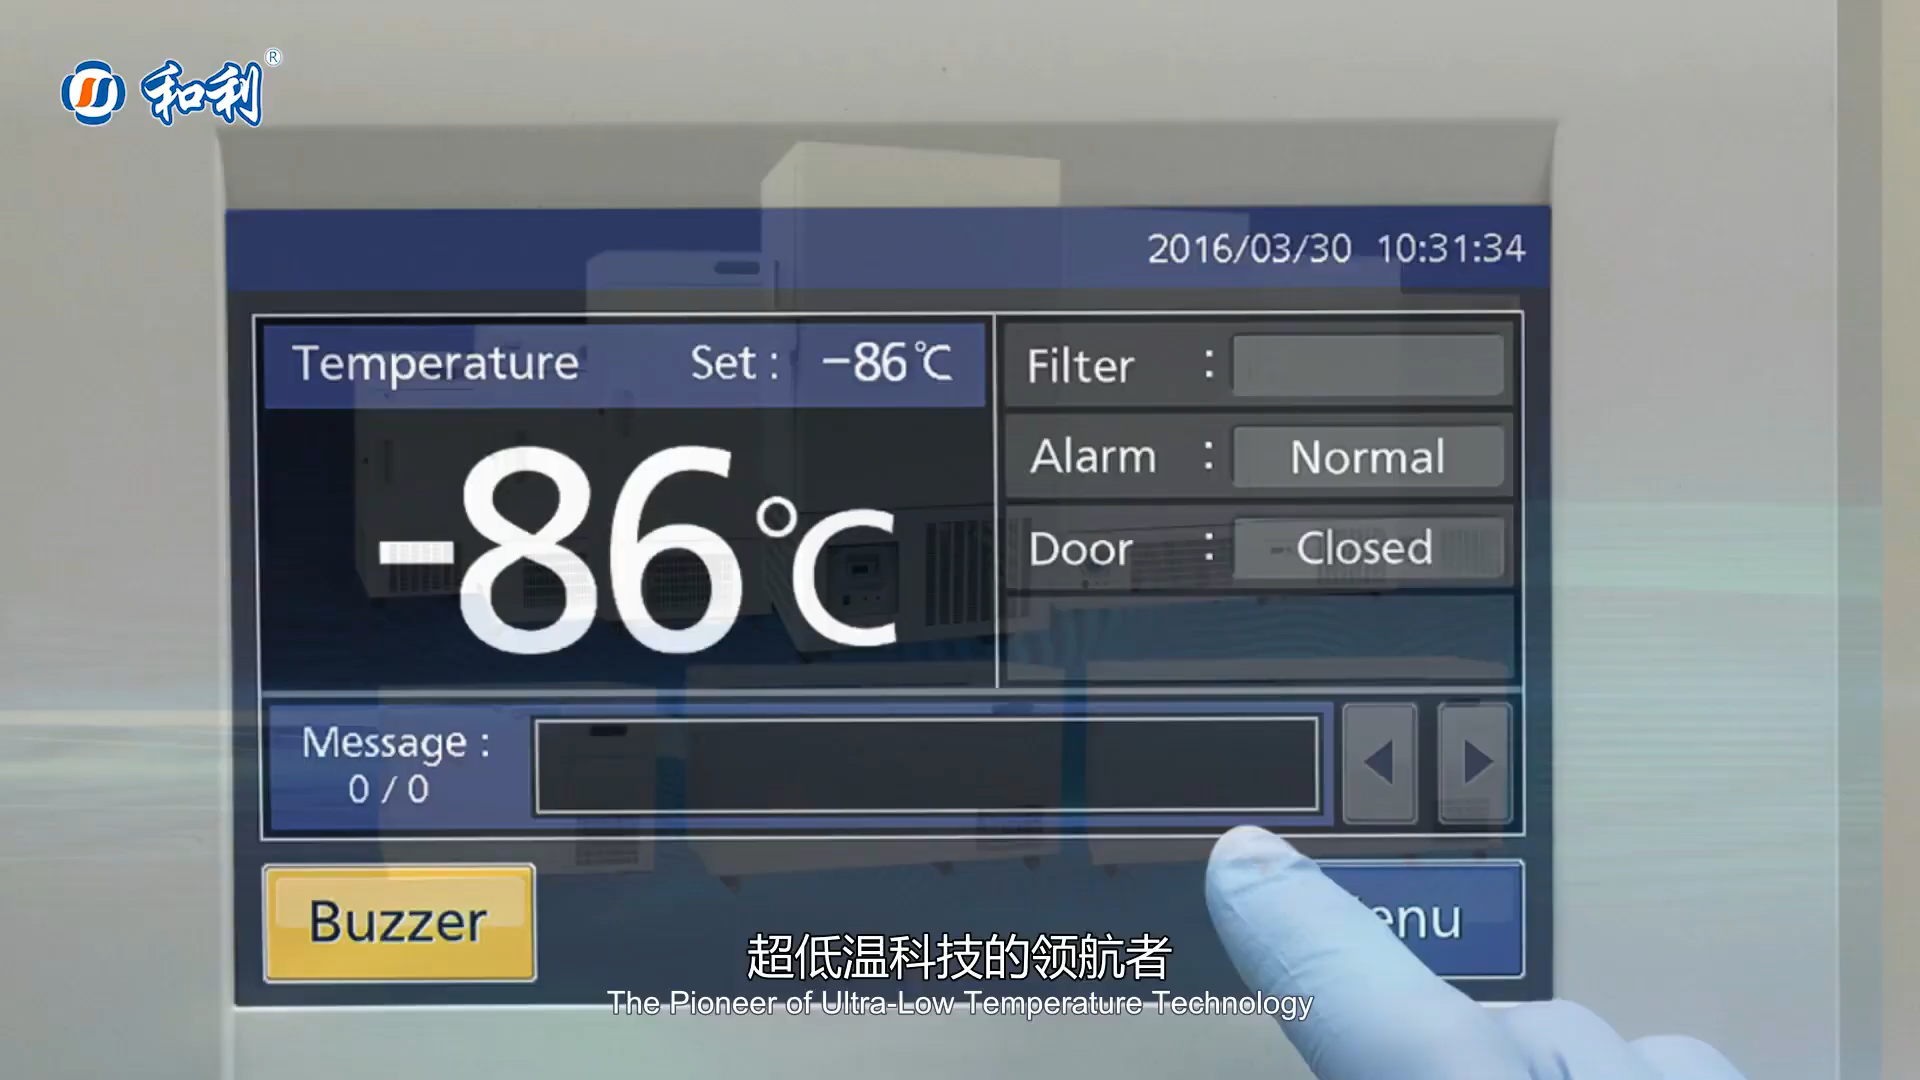 和利®
2016/03/30 10:31:34
Temperature Set : -86℃
-86℃
Filter :
Alarm : Normal
Door : Closed
Message :
0 / 0
Buzzer
enu
超低温科技的领航者
The Pioneer of Ultra-Low Temperature Technology